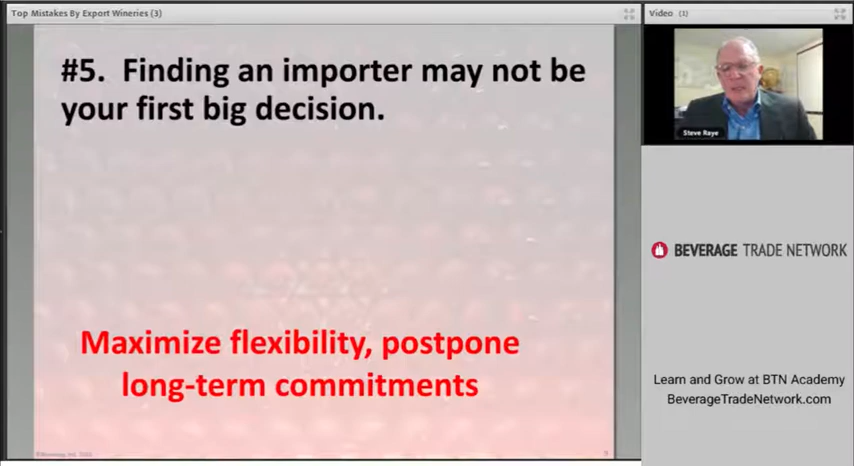 Top Mistakes By Export Wineries (3)
Video (1)
#5. Finding an importer may not be
your first big decision.
Steve Raye
BEVERAGE TRADE NETWORK
Maximize flexibility, postpone
long-term commitments
Learn and Grow at BTN Academy
BeverageTradeNetwork.com